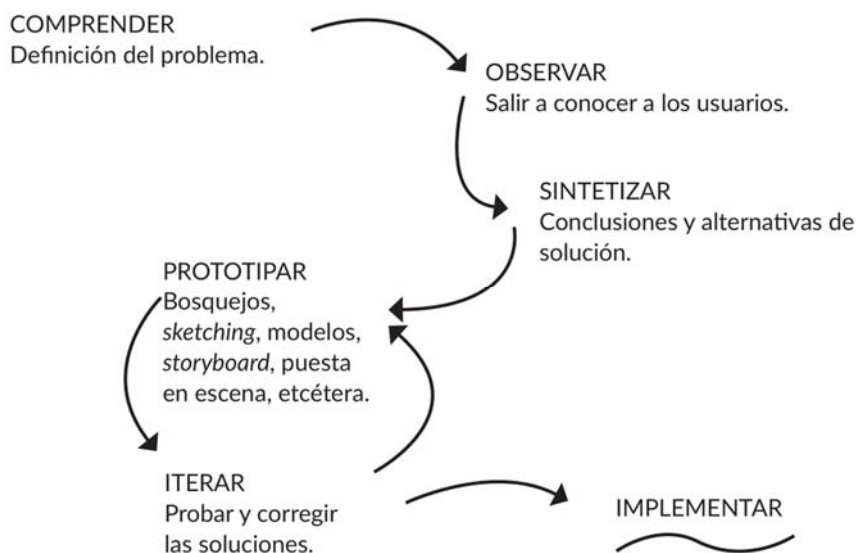 COMPRENDER
Definición del problema.
OBSERVAR
Salir a conocer a los usuarios.
SINTETIZAR
Conclusiones y alternativas de
solución.
PROTOTIPAR
Bosquejos,
sketching, modelos,
storyboard, puesta
en escena, etcétera.
ITERAR
Probar y corregir
las soluciones.
IMPLEMENTAR